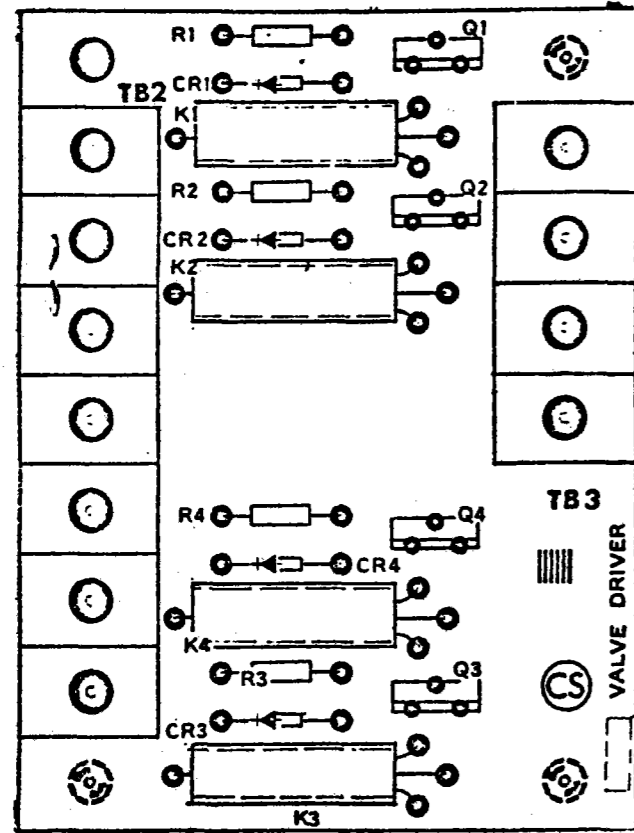 R1
Q1
CR1
TB2
K1
R2
Q2
CR2
K2
R4
Q4
TB3
CR4
K4
R3
Q3
CR3
CS
VALVE DRIVER
K3